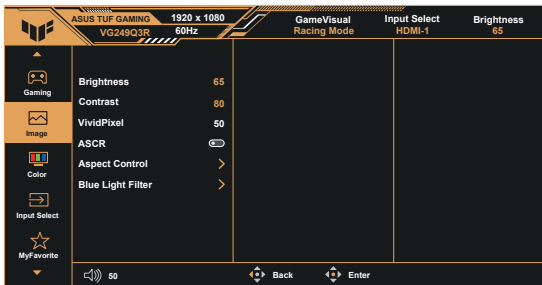 ASUS TUF GAMING 1920 x 1080 GameVisual Input Select Brightness
VG249Q3R 60Hz Racing Mode HDMI-1 65
Gaming
Image
Color
Input Select
MyFavorite
Brightness 65
Contrast 80
VividPixel 50
ASCR
Aspect Control
Blue Light Filter
50 Back Enter